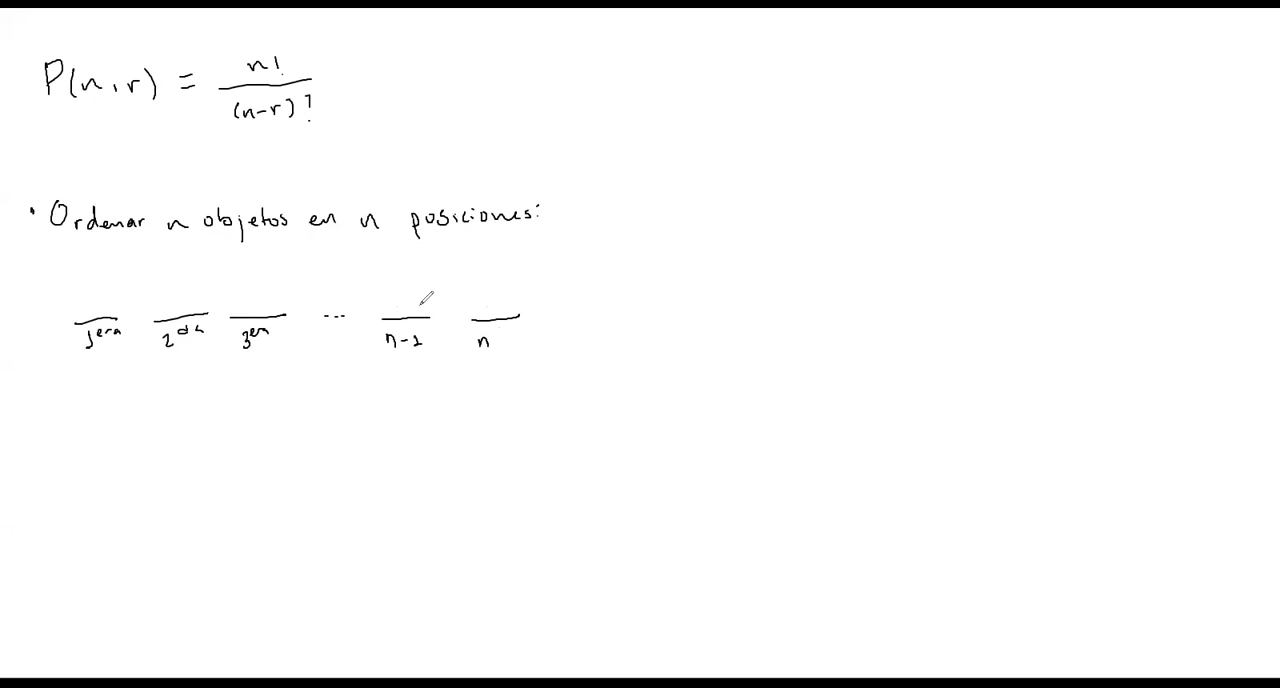 P(n,r) = n! / (n-r)!
· Ordenar n objetos en n posiciones:
1era 2da 3era ... n-1 n